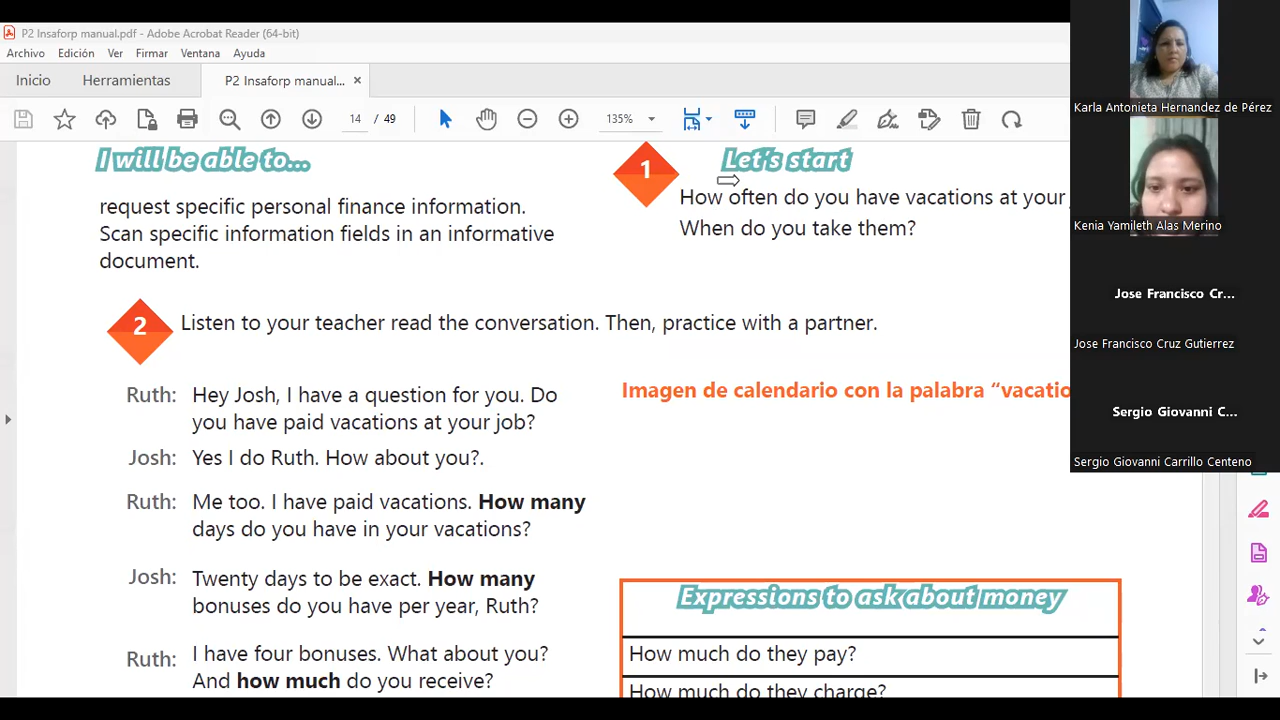 P2 Insaforp manual.pdf - Adobe Acrobat Reader (64-bit)
Archivo Edición Ver Firmar Ventana Ayuda
Inicio Herramientas P2 Insaforp manual... ×
14 / 49 135%
I will be able to...
request specific personal finance information.
Scan specific information fields in an informative
document.
1 Let's start
How often do you have vacations at your
When do you take them?
2 Listen to your teacher read the conversation. Then, practice with a partner.
Ruth: Hey Josh, I have a question for you. Do
you have paid vacations at your job?
Josh: Yes I do Ruth. How about you?.
Ruth: Me too. I have paid vacations. How many
days do you have in your vacations?
Josh: Twenty days to be exact. How many
bonuses do you have per year, Ruth?
Ruth: I have four bonuses. What about you?
And how much do you receive?
Imagen de calendario con la palabra “vacatio
Expressions to ask about money
How much do they pay?
How much do they charge?
Karla Antonieta Hernandez de Pérez
Kenia Yamileth Alas Merino
Jose Francisco Cr...
Jose Francisco Cruz Gutierrez
Sergio Giovanni C...
Sergio Giovanni Carrillo Centeno